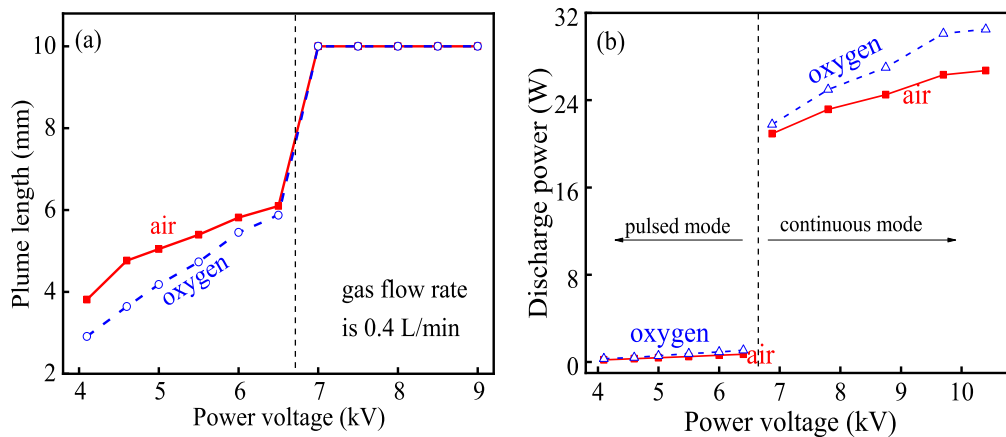 (a)
10
8
6
4
2
Plume length (mm)
air
oxygen
gas flow rate
is 0.4 L/min
4 5 6 7 8 9
Power voltage (kV)
(b)
32
24
16
8
0
Discharge power (W)
oxygen
air
pulsed mode
continuous mode
oxygen
air
4 5 6 7 8 9 10
Power voltage (kV)